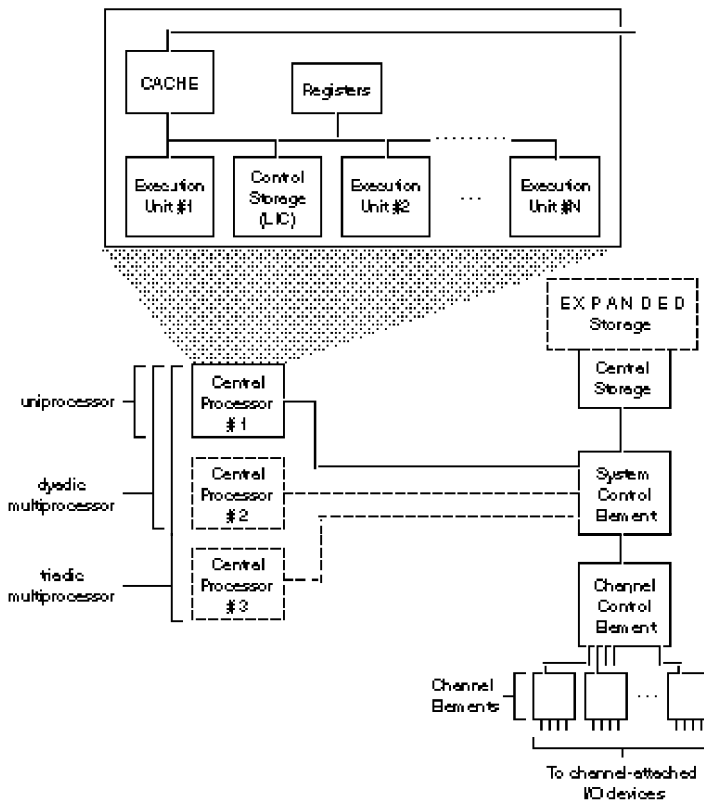 CACHE
Registers
Execution
Unit #1
Control
Storage
(LIC)
Execution
Unit #2
...
Execution
Unit #N
EXPANDED
Storage
Central
Storage
uniprocessor
Central
Processor
#1
dyadic
multiprocessor
Central
Processor
#2
System
Control
Element
triadic
multiprocessor
Central
Processor
#3
Channel
Control
Element
Channel
Elements
...
To channel-attached
I/O devices